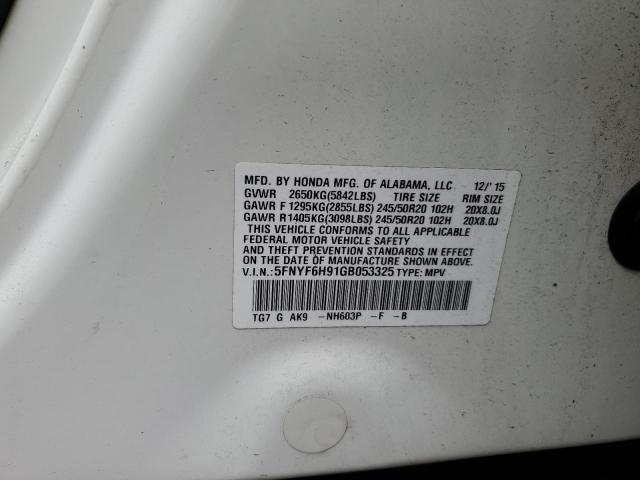 MFD. BY HONDA MFG. OF ALABAMA, LLC 12/'15
GVWR 2650KG(5842LBS) TIRE SIZE RIM SIZE
GAWR F 1295KG(2855LBS) 245/50R20 102H 20X8.0J
GAWR R 1405KG(3098LBS) 245/50R20 102H 20X8.0J
THIS VEHICLE CONFORMS TO ALL APPLICABLE
FEDERAL MOTOR VEHICLE SAFETY
AND THEFT PREVENTION STANDARDS IN EFFECT
ON THE DATE OF MANUFACTURE SHOWN ABOVE.
V.I.N.: 5FNYF6H91GB053325 TYPE: MPV
TG7 G AK9 -NH603P -F -B